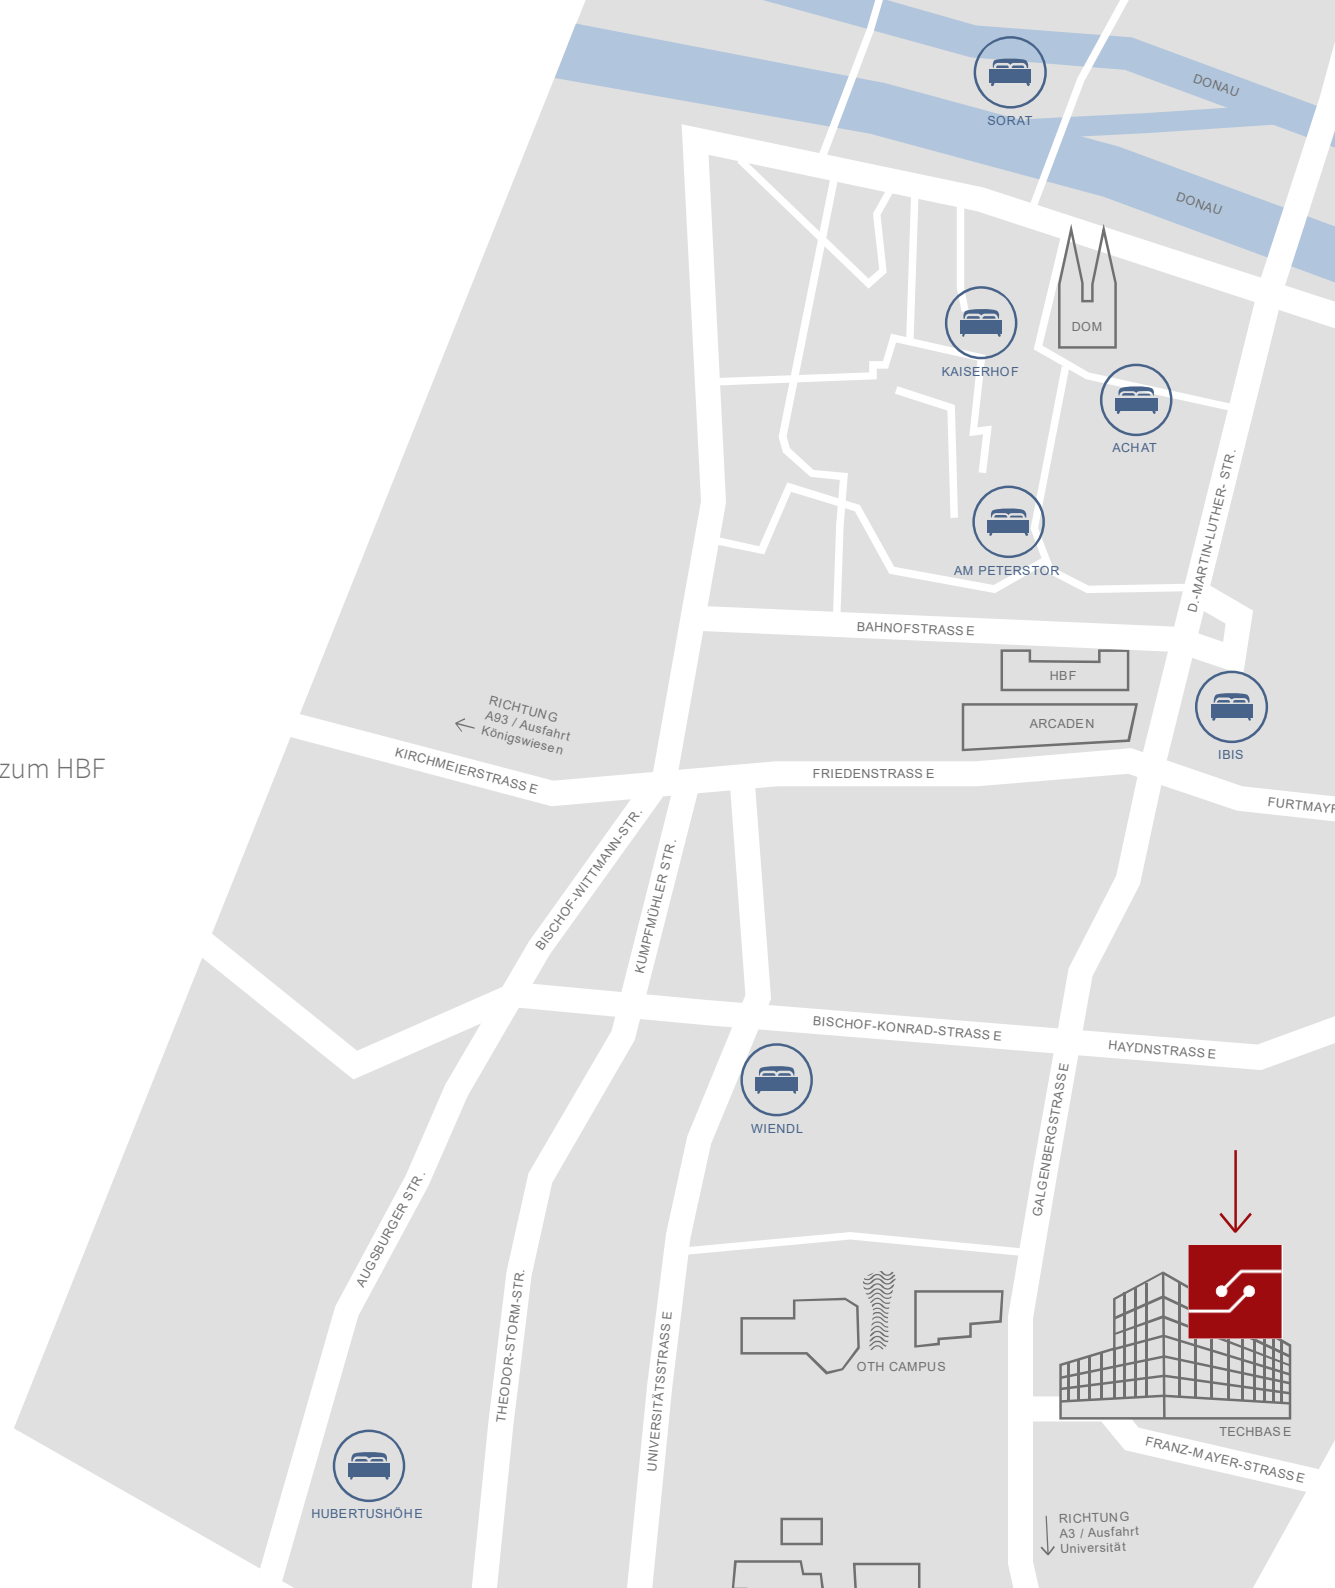 DONAU
SORAT
DONAU
DOM
KAISERHOF
ACHAT
D.-MARTIN-LUTHER- STR.
AM PETERSTOR
BAHNOFSTRASSE
HBF
RICHTUNG
A93 / Ausfahrt
Königswiesen
ARCADEN
IBIS
KIRCHMEIERSTRASSE
zum HBF
FRIEDENSTRASSE
FURTMAYR
BISCHOF-WITTMANN-STR.
KUMPFMÜHLER STR.
BISCHOF-KONRAD-STRASSE
HAYDNSTRASSE
WIENDL
GALGENBERGSTRASSE
AUGSBURGER STR.
THEODOR-STORM-STR.
UNIVERSITÄTSSTRASSE
OTH CAMPUS
TECHBASE
FRANZ-MAYER-STRASSE
HUBERTUSHÖHE
RICHTUNG
A3 / Ausfahrt
Universität